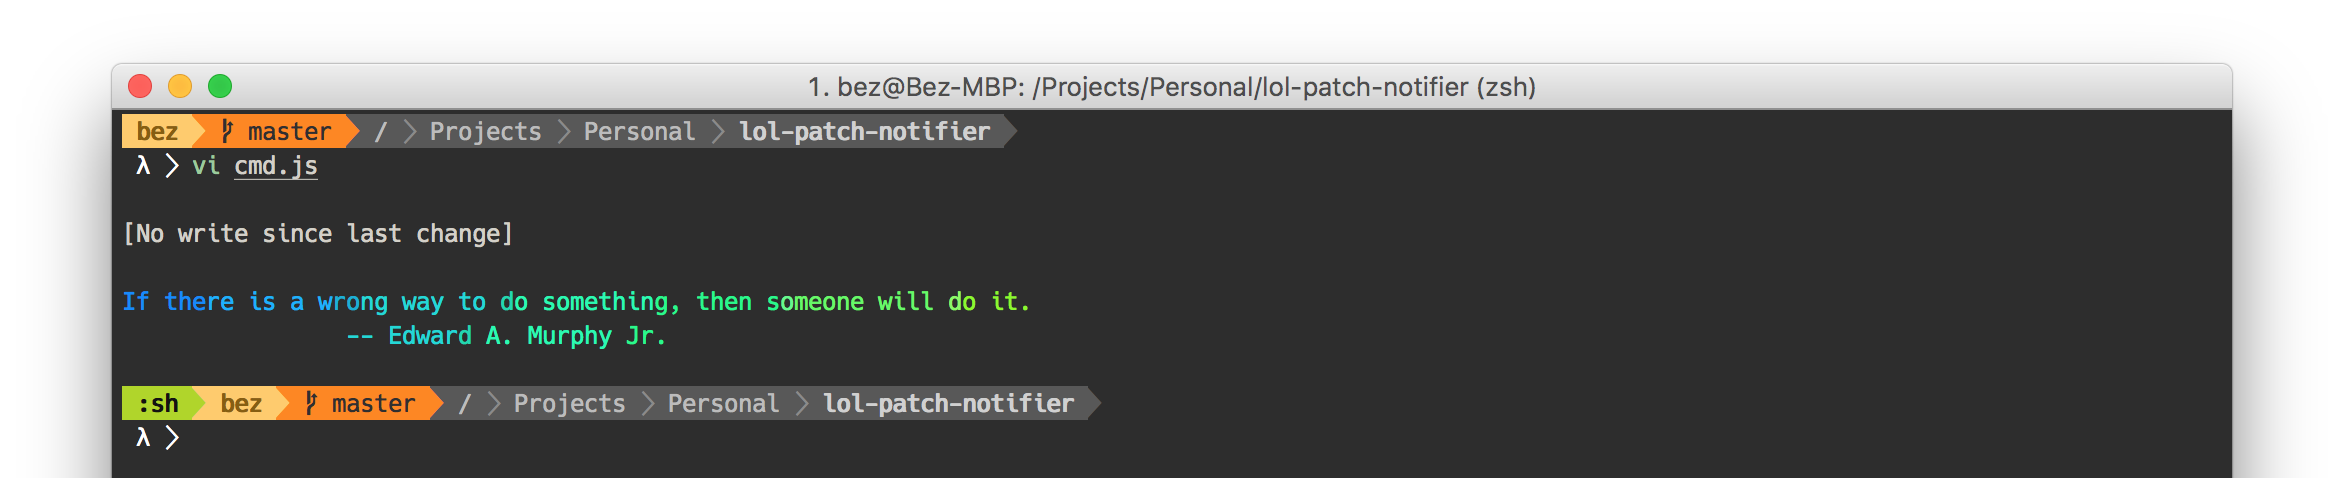 1. bez@Bez-MBP: /Projects/Personal/lol-patch-notifier (zsh)
bez master / Projects Personal lol-patch-notifier
λ vi cmd.js
[No write since last change]
If there is a wrong way to do something, then someone will do it.
-- Edward A. Murphy Jr.
:sh bez master / Projects Personal lol-patch-notifier
λ